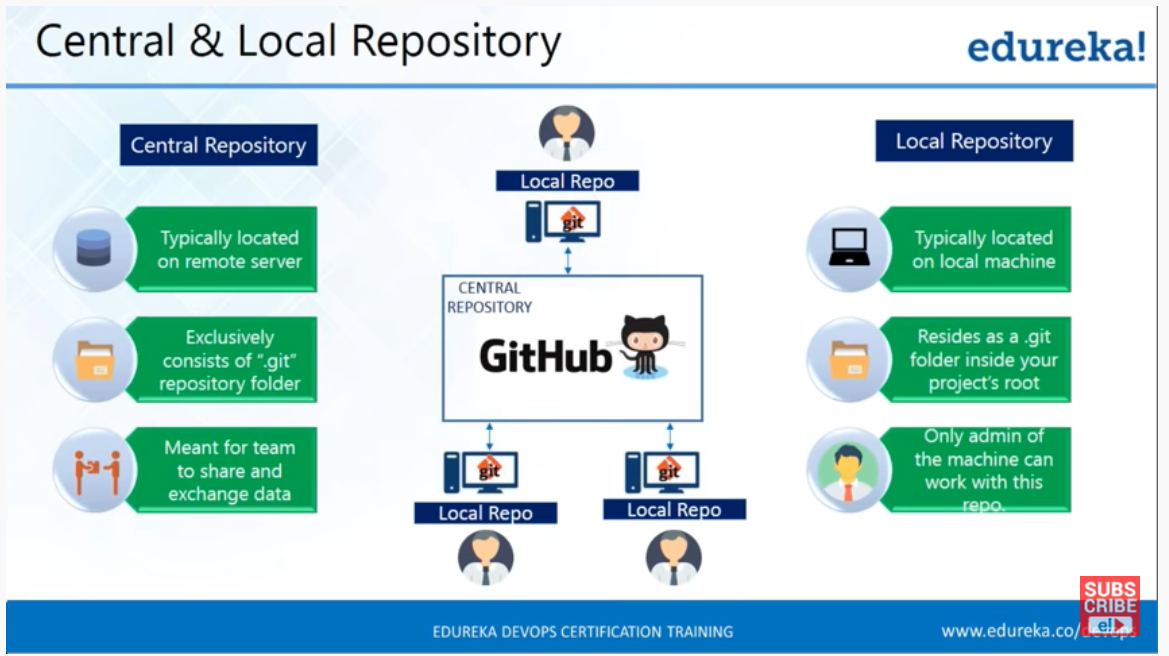 Central & Local Repository
edureka!
Central Repository
Typically located
on remote server
Exclusively
consists of “.git”
repository folder
Meant for team
to share and
exchange data
Local Repo
git
CENTRAL
REPOSITORY
GitHub
git
Local Repo
git
Local Repo
Local Repository
Typically located
on local machine
Resides as a .git
folder inside your
project's root
Only admin of
the machine can
work with this
repo.
SUBS
CRIBE
e!
EDUREKA DEVOPS CERTIFICATION TRAINING
www.edureka.co/devops